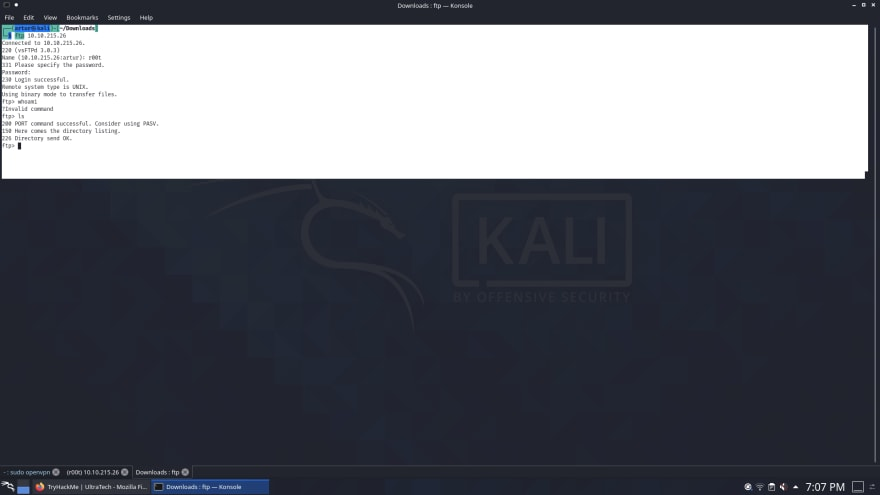 Downloads : ftp — Konsole
File Edit View Bookmarks Settings Help
artur@kali ~/Downloads
ftp 10.10.215.26
Connected to 10.10.215.26.
220 (vsFTPd 3.0.3)
Name (10.10.215.26:artur): r00t
331 Please specify the password.
Password:
230 Login successful.
Remote system type is UNIX.
Using binary mode to transfer files.
ftp> whoami
?Invalid command
ftp> ls
200 PORT command successful. Consider using PASV.
150 Here comes the directory listing.
226 Directory send OK.
ftp>
KALI
BY OFFENSIVE SECURITY
~ : sudo openvpn (r00t) 10.10.215.26 Downloads : ftp
TryHackMe | UltraTech - Mozilla Fi... Downloads : ftp — Konsole 7:07 PM